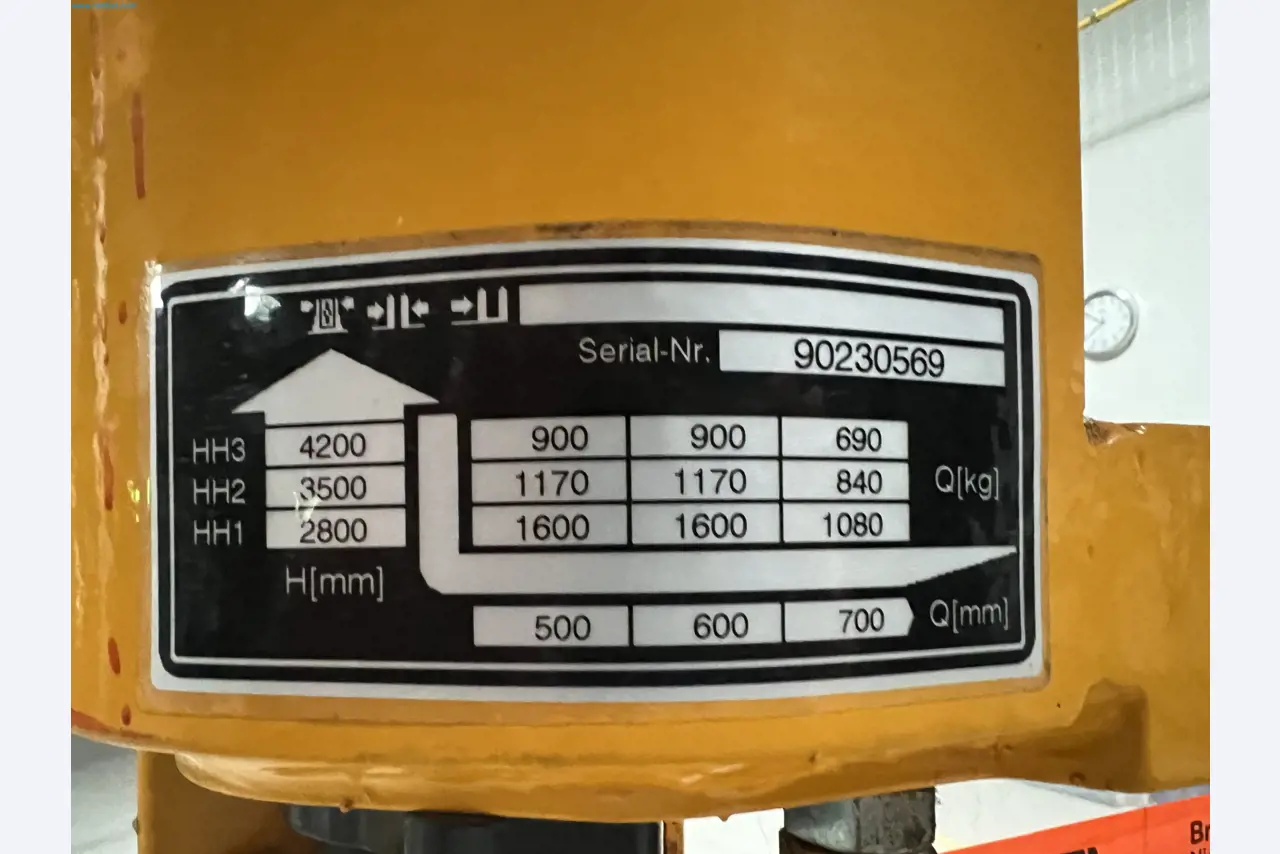 Serial-Nr. 90230569
HH3 4200 900 900 690
HH2 3500 1170 1170 840 Q[kg]
HH1 2800 1600 1600 1080
H[mm]
500 600 700 Q[mm]
Br